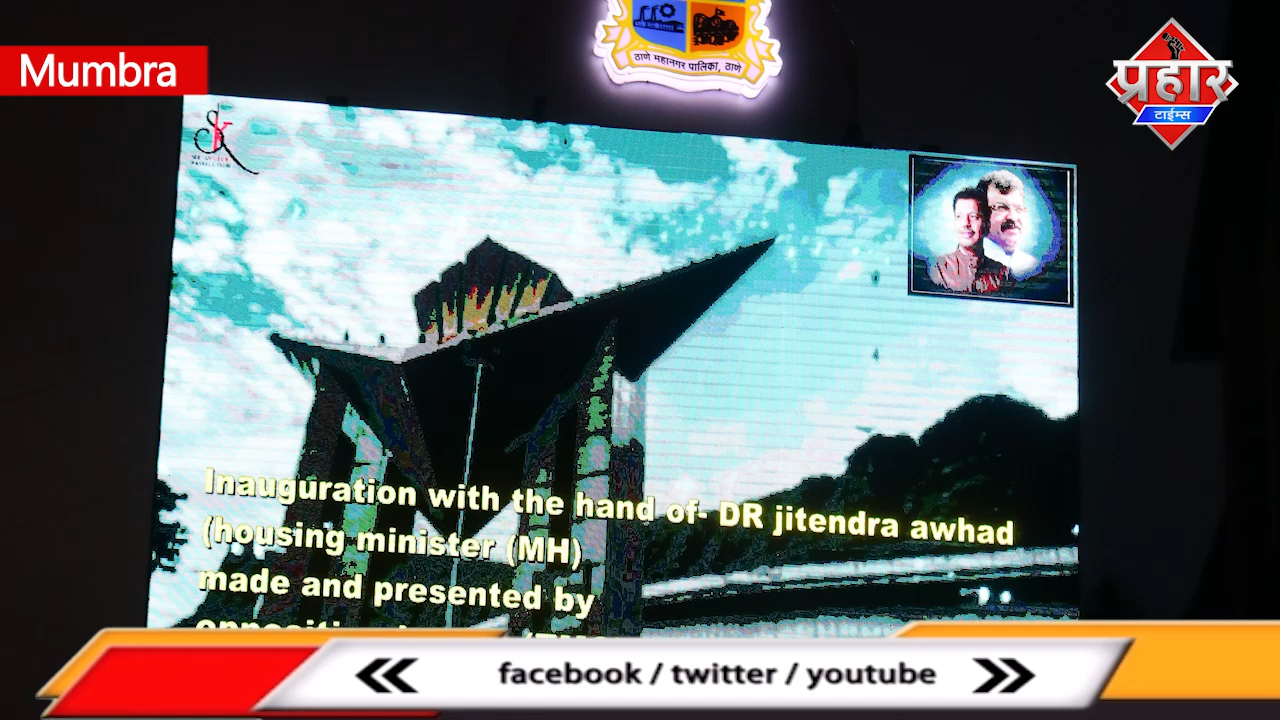 ठाणे महानगर पालिका, ठाणे
Mumbra
प्रहार
टाईम्स
SK
Inauguration with the hand of- DR jitendra awhad
(housing minister (MH)
made and presented by
facebook / twitter / youtube